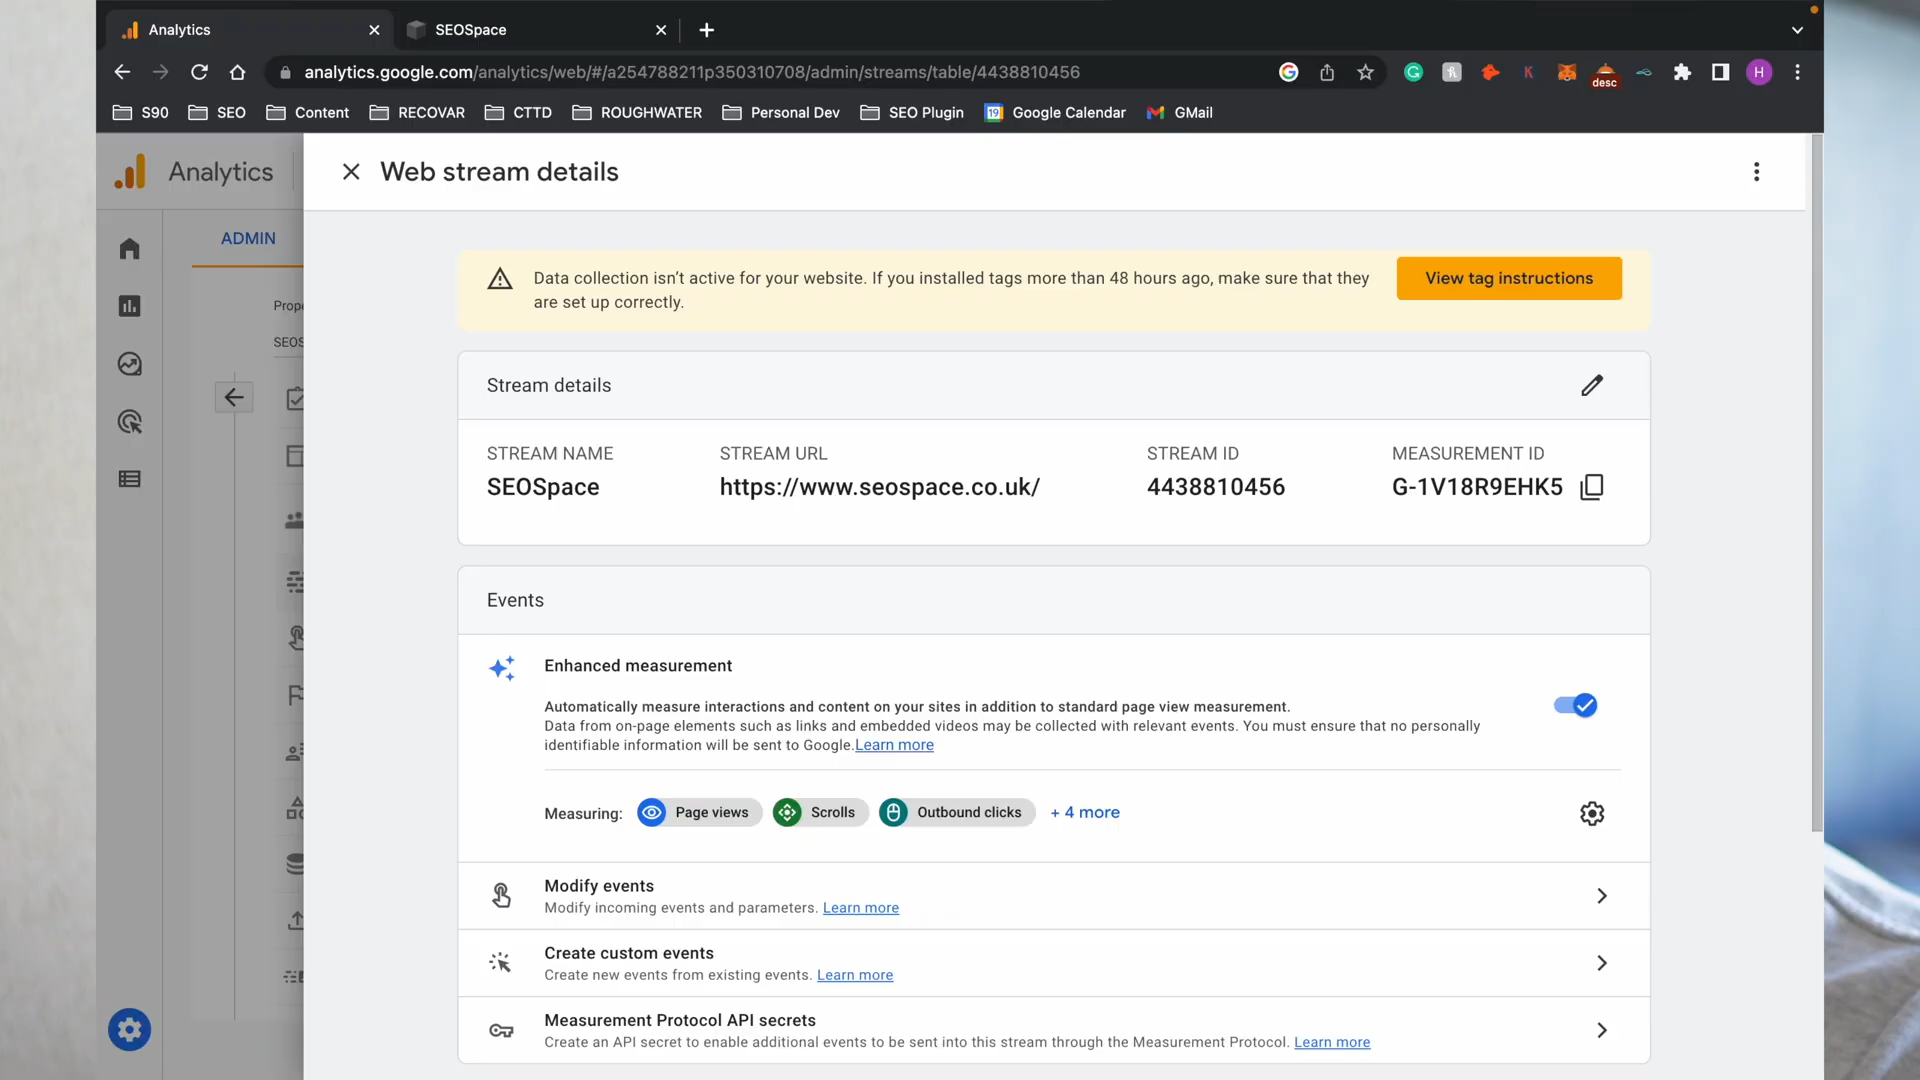 Analytics
SEOSpace
analytics.google.com/analytics/web/#/a254788211p350310708/admin/streams/table/4438810456
desc
H
S90
SEO
Content
RECOVAR
CTTD
ROUGHWATER
Personal Dev
SEO Plugin
19
Google Calendar
GMail
Analytics
Web stream details
ADMIN
Prope
SEOS
Data collection isn't active for your website. If you installed tags more than 48 hours ago, make sure that they
are set up correctly.
View tag instructions
Stream details
STREAM NAME
STREAM URL
STREAM ID
MEASUREMENT ID
SEOSpace
https://www.seospace.co.uk/
4438810456
G-1V18R9EHK5
Events
Enhanced measurement
Automatically measure interactions and content on your sites in addition to standard page view measurement.
Data from on-page elements such as links and embedded videos may be collected with relevant events. You must ensure that no personally
identifiable information will be sent to Google.Learn more
Measuring:
Page views
Scrolls
Outbound clicks
+ 4 more
Modify events
Modify incoming events and parameters. Learn more
Create custom events
Create new events from existing events. Learn more
Measurement Protocol API secrets
Create an API secret to enable additional events to be sent into this stream through the Measurement Protocol. Learn more